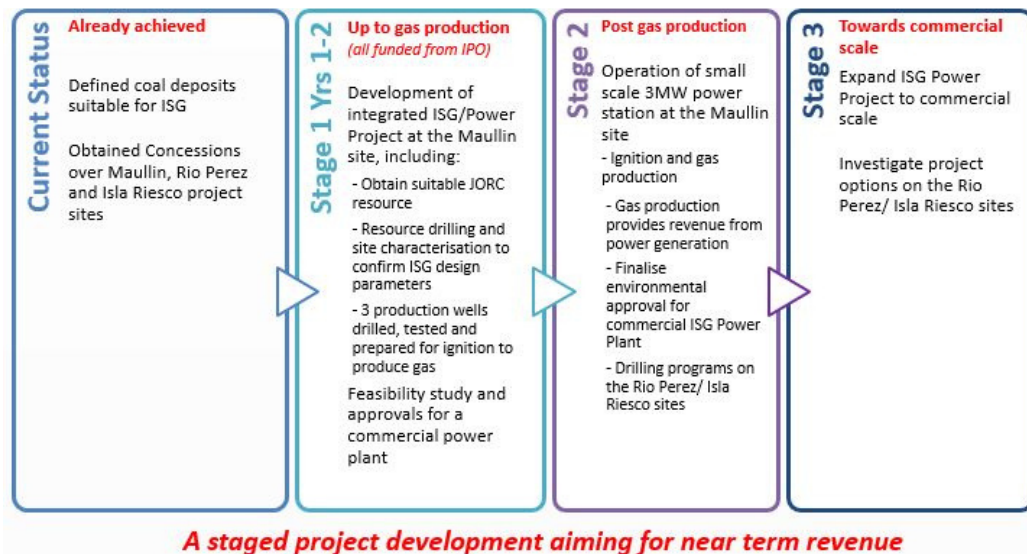 Current Status
Already achieved
Defined coal deposits
suitable for ISG
Obtained Concessions
over Maullin, Rio Perez
and Isla Riesco project
sites
Stage 1 Yrs 1-2
Up to gas production
(all funded from IPO)
Development of
integrated ISG/Power
Project at the Maullin
site, including:
- Obtain suitable JORC
resource
- Resource drilling and
site characterisation to
confirm ISG design
parameters
- 3 production wells
drilled, tested and
prepared for ignition to
produce gas
Feasibility study and
approvals for a
commercial power
plant
Stage 2
Post gas production
Operation of small
scale 3MW power
station at the Maullin
site
- Ignition and gas
production
- Gas production
provides revenue from
power generation
- Finalise
environmental
approval for
commercial ISG Power
Plant
- Drilling programs on
the Rio Perez/ Isla
Riesco sites
Stage 3
Towards commercial
scale
Expand ISG Power
Project to commercial
scale
Investigate project
options on the Rio
Perez/ Isla Riesco sites
A staged project development aiming for near term revenue